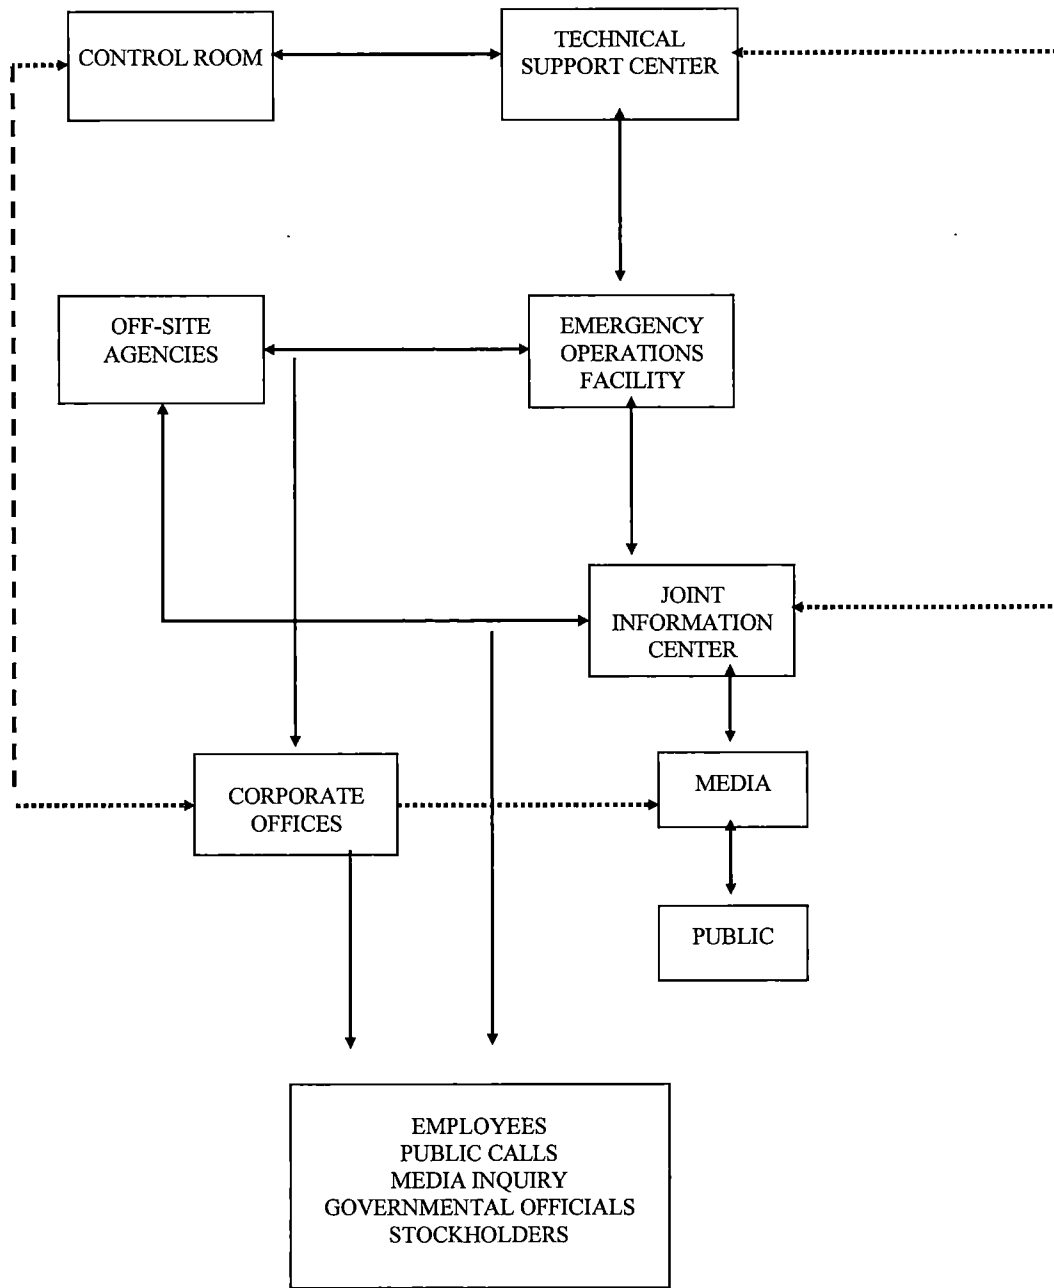 CONTROL ROOM
TECHNICAL
SUPPORT CENTER
OFF-SITE
AGENCIES
EMERGENCY
OPERATIONS
FACILITY
JOINT
INFORMATION
CENTER
CORPORATE
OFFICES
MEDIA
PUBLIC
EMPLOYEES
PUBLIC CALLS
MEDIA INQUIRY
GOVERNMENTAL OFFICIALS
STOCKHOLDERS